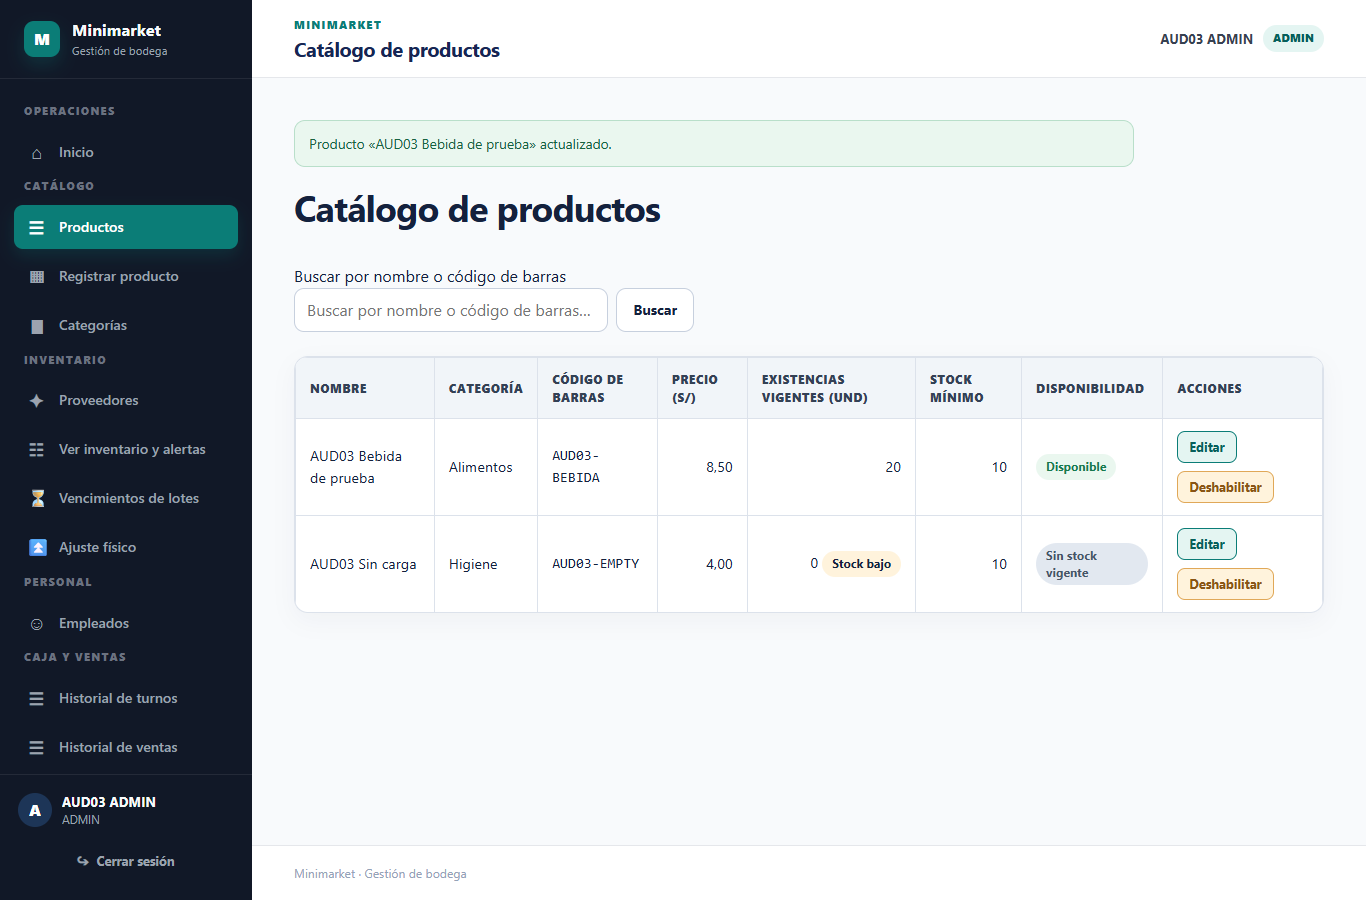 M
Minimarket
Gestión de bodega
OPERACIONES
Inicio
CATÁLOGO
Productos
Registrar producto
Categorías
INVENTARIO
Proveedores
Ver inventario y alertas
Vencimientos de lotes
Ajuste físico
PERSONAL
Empleados
CAJA Y VENTAS
Historial de turnos
Historial de ventas
A
AUD03 ADMIN
ADMIN
Cerrar sesión
MINIMARKET
Catálogo de productos
AUD03 ADMIN ADMIN
Producto «AUD03 Bebida de prueba» actualizado.
Catálogo de productos
Buscar por nombre o código de barras
Buscar por nombre o código de barras... Buscar
NOMBRE
CATEGORÍA
CÓDIGO DE
BARRAS
PRECIO
(S/)
EXISTENCIAS
VIGENTES (UND)
STOCK
MÍNIMO
DISPONIBILIDAD
ACCIONES
AUD03 Bebida
de prueba
Alimentos
AUD03-
BEBIDA
8,50
20
10
Disponible
Editar
Deshabilitar
AUD03 Sin carga
Higiene
AUD03-EMPTY
4,00
0 Stock bajo
10
Sin stock
vigente
Editar
Deshabilitar
Minimarket · Gestión de bodega